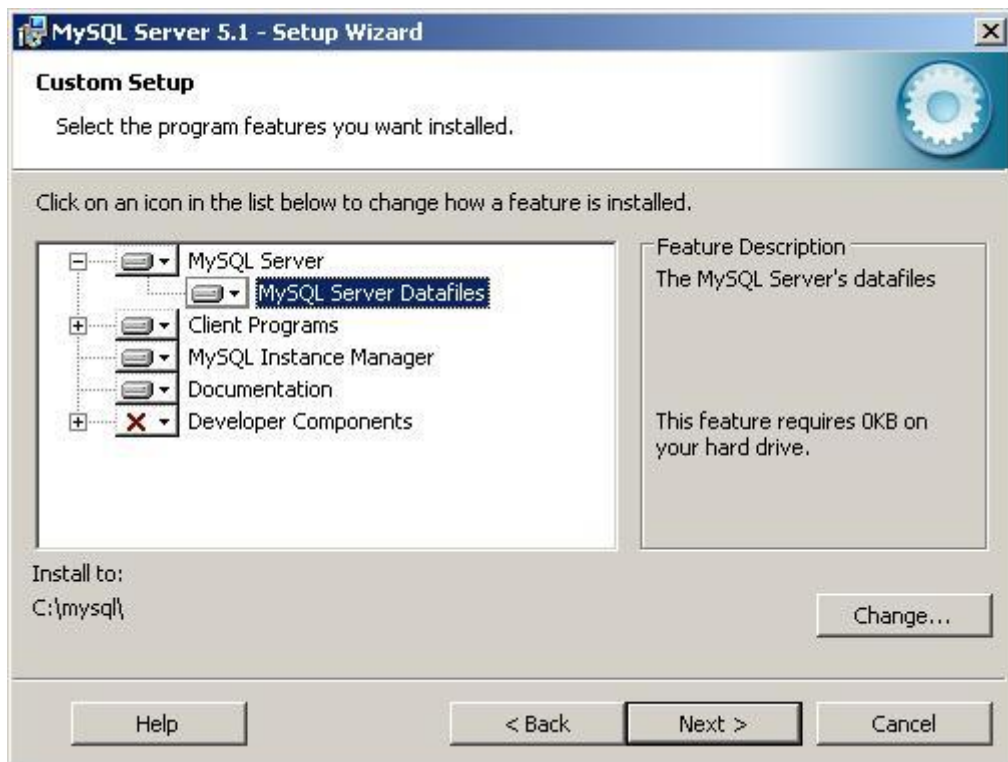 MySQL Server 5.1 - Setup Wizard
Custom Setup
Select the program features you want installed.
Click on an icon in the list below to change how a feature is installed.
MySQL Server
MySQL Server Datafiles
Client Programs
MySQL Instance Manager
Documentation
Developer Components
Feature Description
The MySQL Server's datafiles
This feature requires 0KB on
your hard drive.
Install to:
C:\mysql\
Change...
Help
< Back
Next >
Cancel